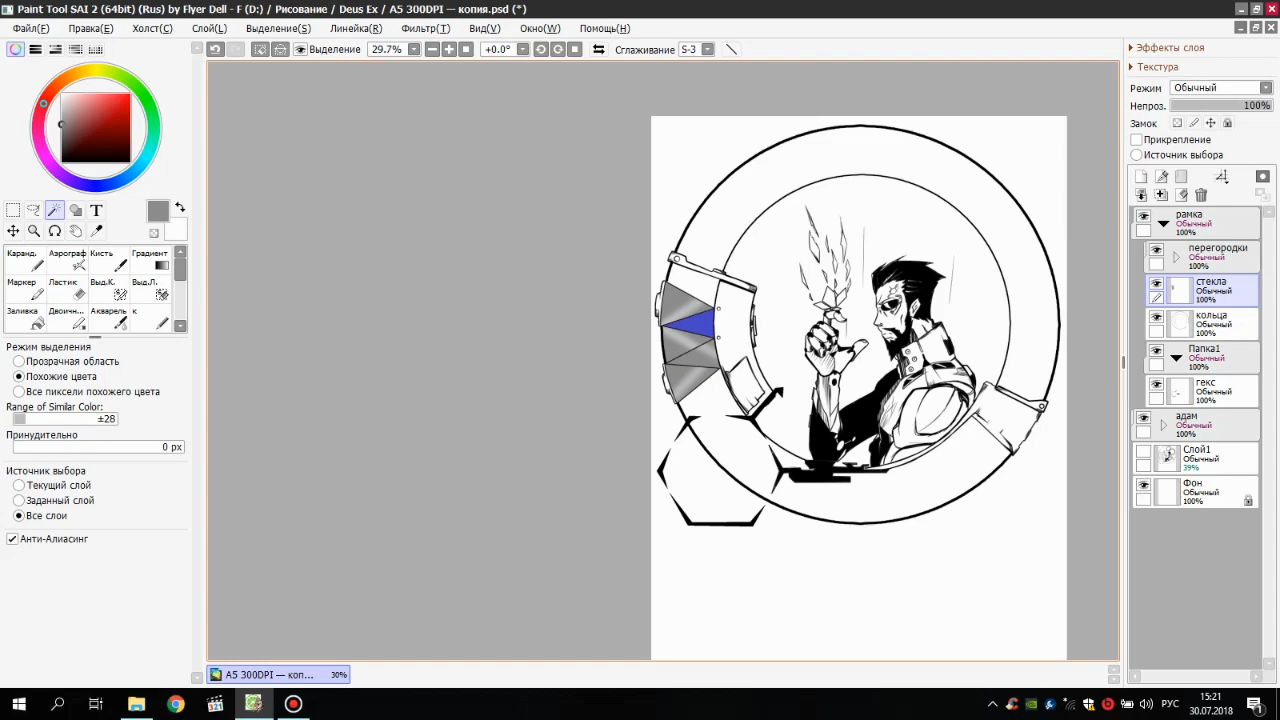 Paint Tool SAI 2 (64bit) (Rus) by Flyer Dell - F (D:) / Рисование / Deus Ex / A5 300DPI — копия.psd (*)
Файл(F) Правка(E) Холст(C) Слой(L) Выделение(S) Линейка(R) Фильтр(T) Вид(V) Окно(W) Помощь(H)
Выделение 29.7% +0.0° Сглаживание S-3
Эффекты слоя
Текстура
Режим Обычный
Непроз. 100%
Замок
Прикрепление
Источник выбора
T
Каранд. Аэрограф Кисть Градиент
Маркер Ластик Выд.К. Выд.Л.
Заливка Двоичн... Акварель к
Режим выделения
Прозрачная область
Похожие цвета
Все пиксели похожего цвета
Range of Similar Color:
±28
Принудительно
0 px
Источник выбора
Текущий слой
Заданный слой
Все слои
Анти-Алиасинг
рамка
Обычный
100%
перегородки
Обычный
100%
стекла
Обычный
100%
кольца
Обычный
100%
Папка1
Обычный
100%
гекс
Обычный
100%
адам
Обычный
100%
Слой1
Обычный
39%
Фон
Обычный
100%
A5 300DPI — коп... 30%
РУС
15:21
30.07.2018
1